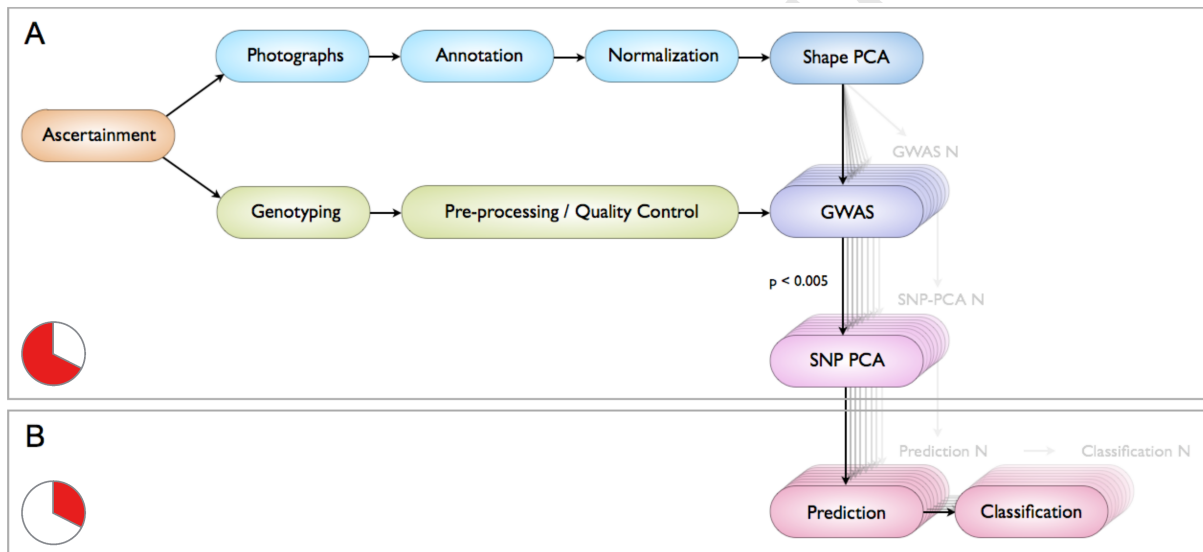 A
Photographs
Annotation
Normalization
Shape PCA
Ascertainment
GWAS N
Genotyping
Pre-processing / Quality Control
GWAS
p < 0.005
SNP-PCA N
SNP PCA
B
Prediction N
Classification N
Prediction
Classification